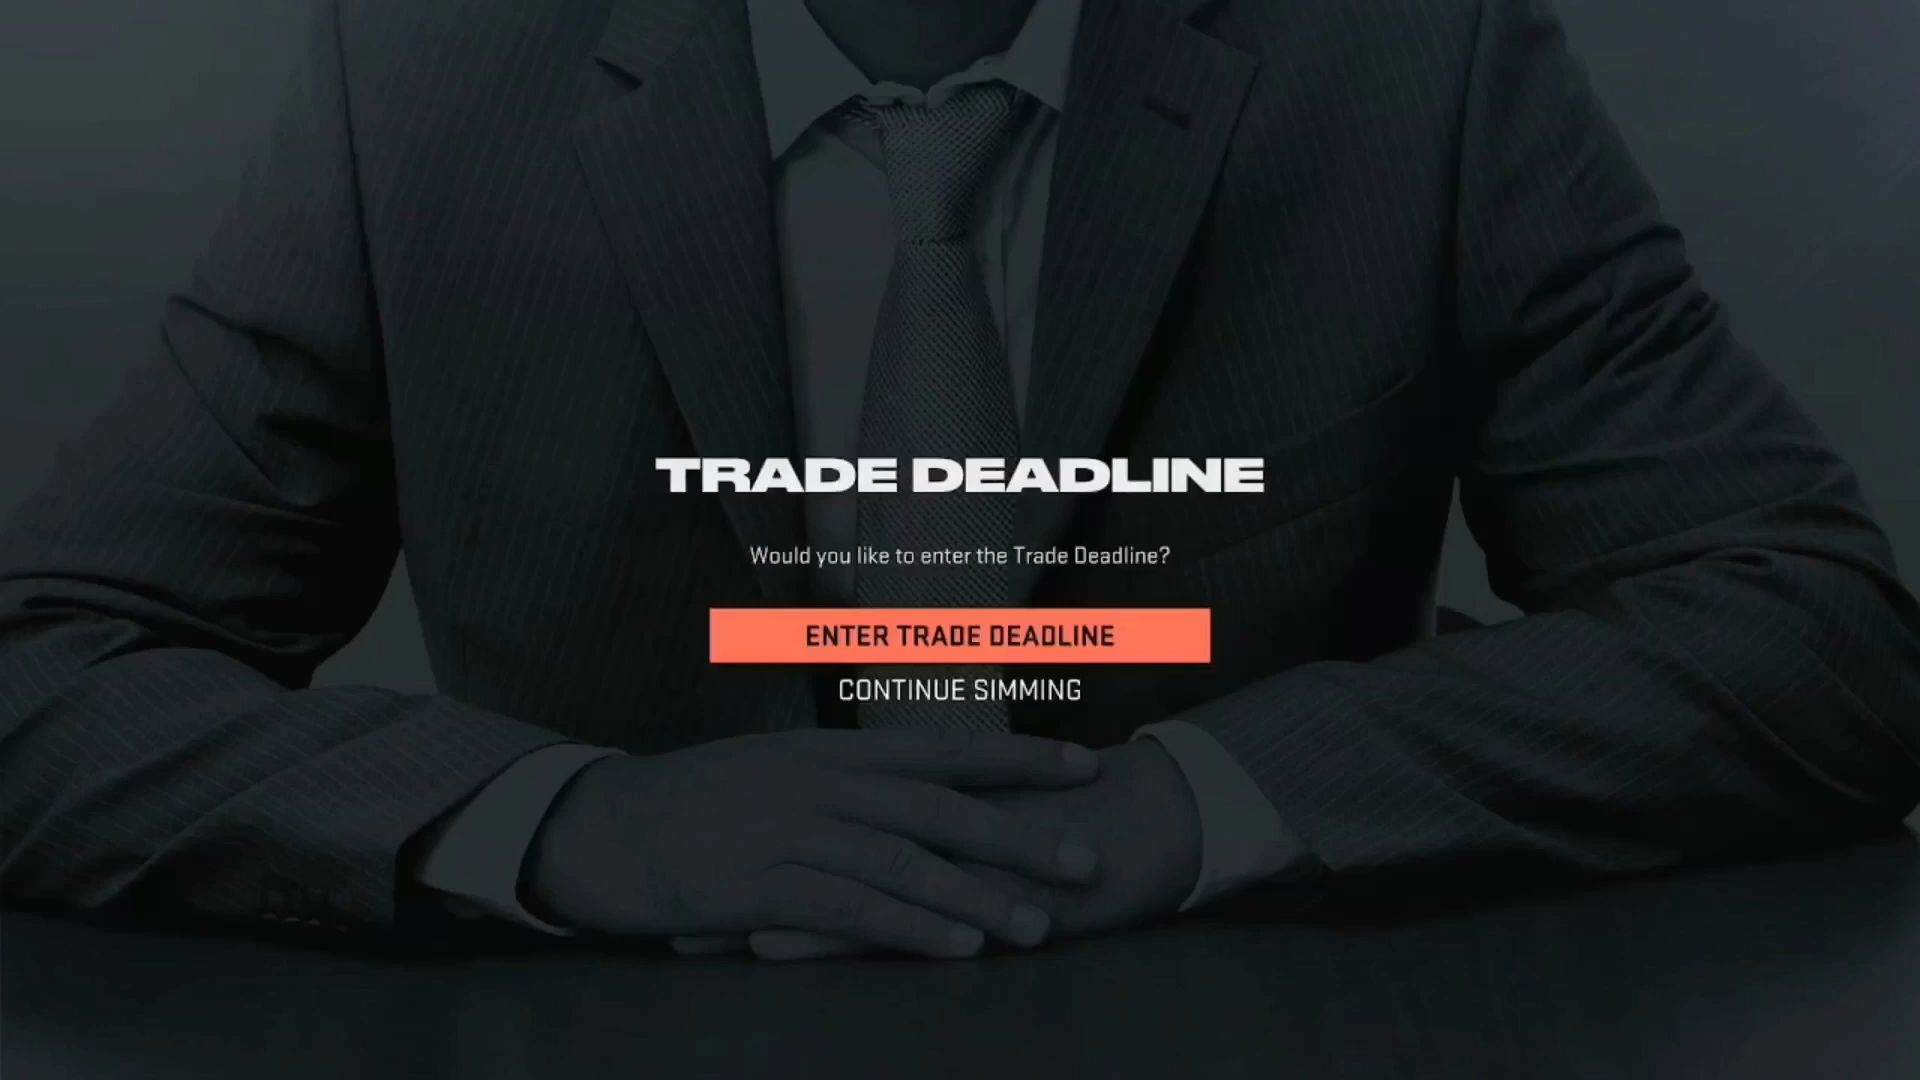 TRADE DEADLINE
Would you like to enter the Trade Deadline?
ENTER TRADE DEADLINE
CONTINUE SIMMING